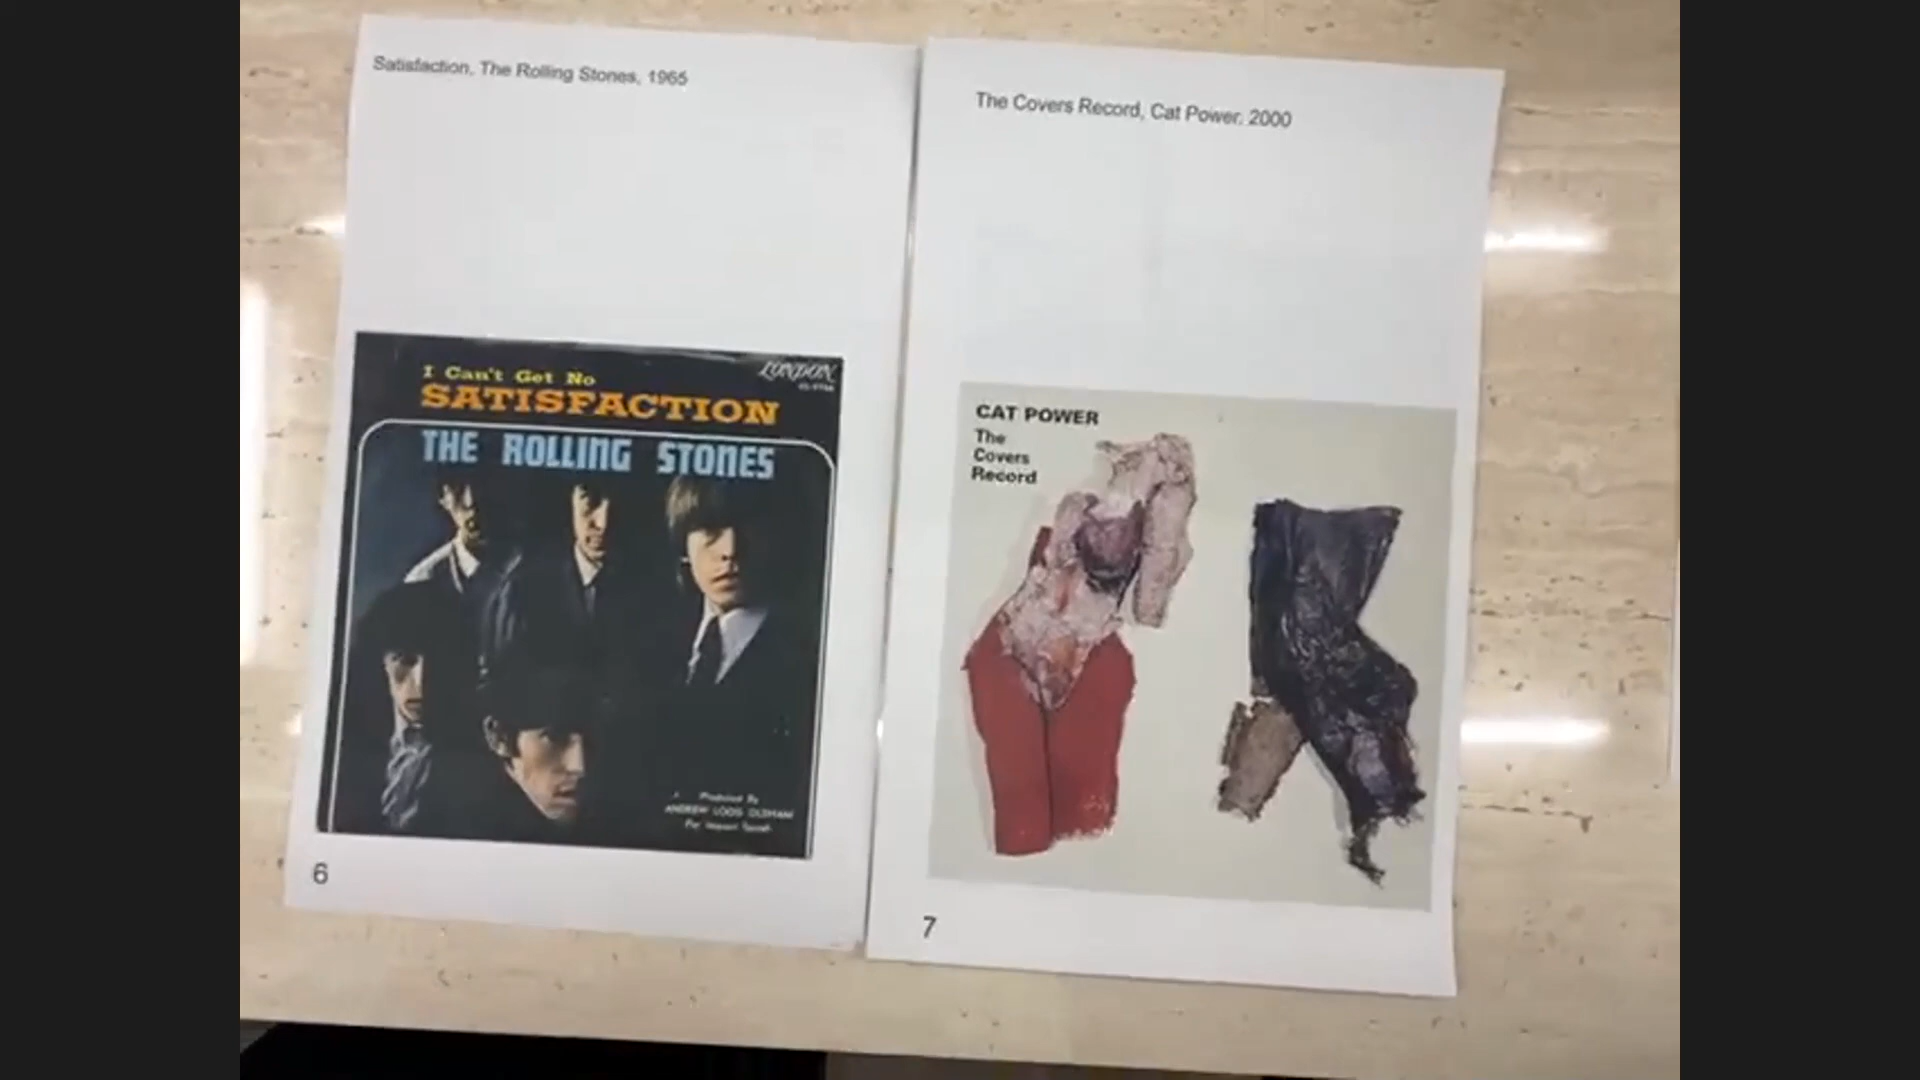 Satisfaction, The Rolling Stones, 1965
I Can't Get No
LONDON
SATISFACTION
THE ROLLING STONES
Produced By
ANDREW LOOG OLDHAM
6
The Covers Record, Cat Power, 2000
CAT POWER
The
Covers
Record
7